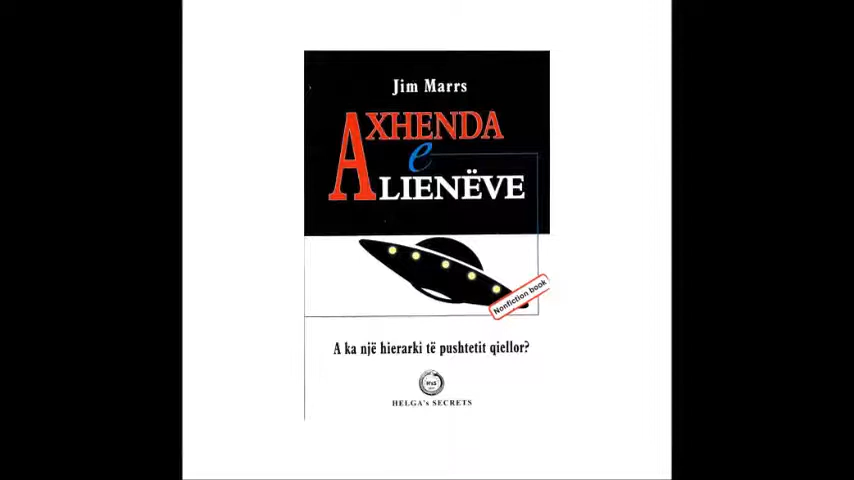 Jim Marrs
AXHENDA
e
ALIENËVE
Nonfiction book
A ka një hierarki të pushtetit qiellor?
H's S
HELGA's SECRETS